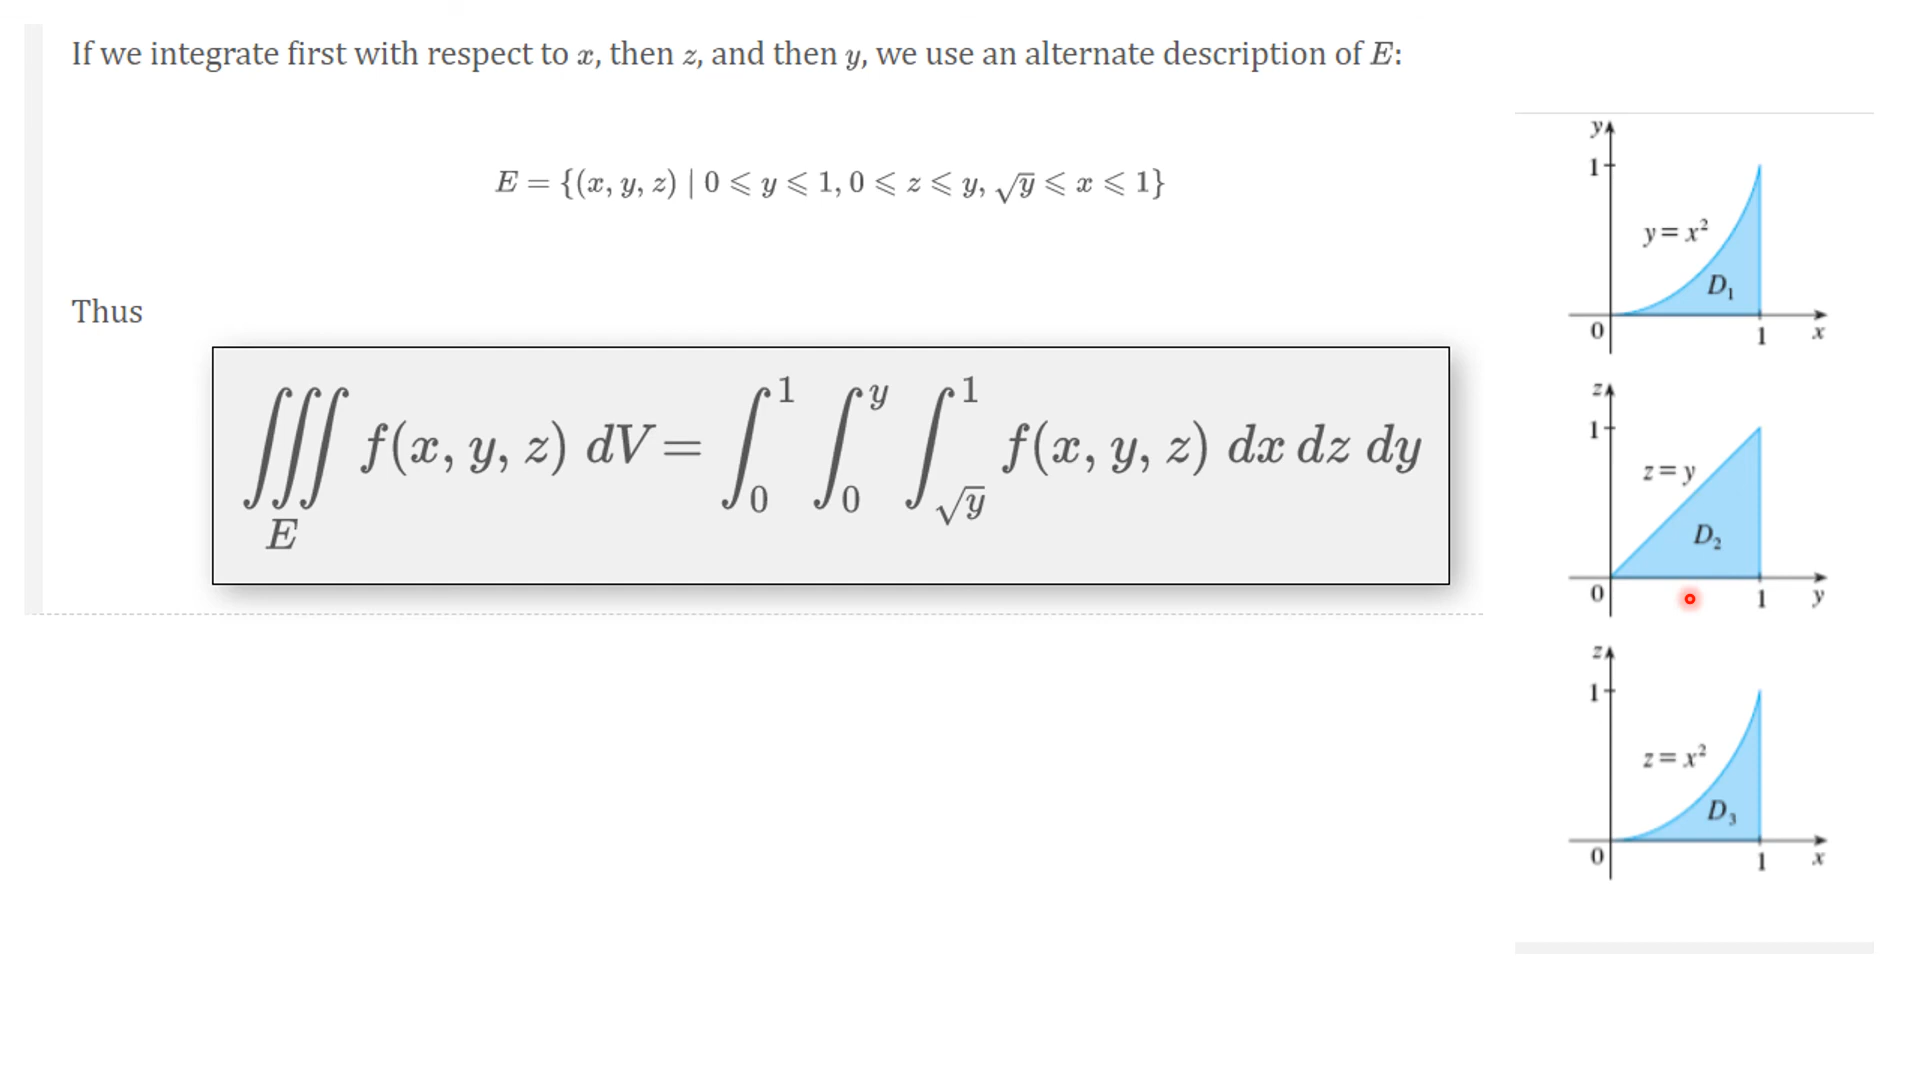 If we integrate first with respect to x, then z, and then y, we use an alternate description of E:
E = {(x, y, z) | 0 ⩽ y ⩽ 1, 0 ⩽ z ⩽ y, √y ⩽ x ⩽ 1}
Thus
∭_E f(x, y, z) dV = ∫_0^1 ∫_0^y ∫_√y^1 f(x, y, z) dx dz dy
y
1
y = x²
D₁
0
1
x
z
1
z = y
D₂
0
1
y
z
1
z = x²
D₃
0
1
x